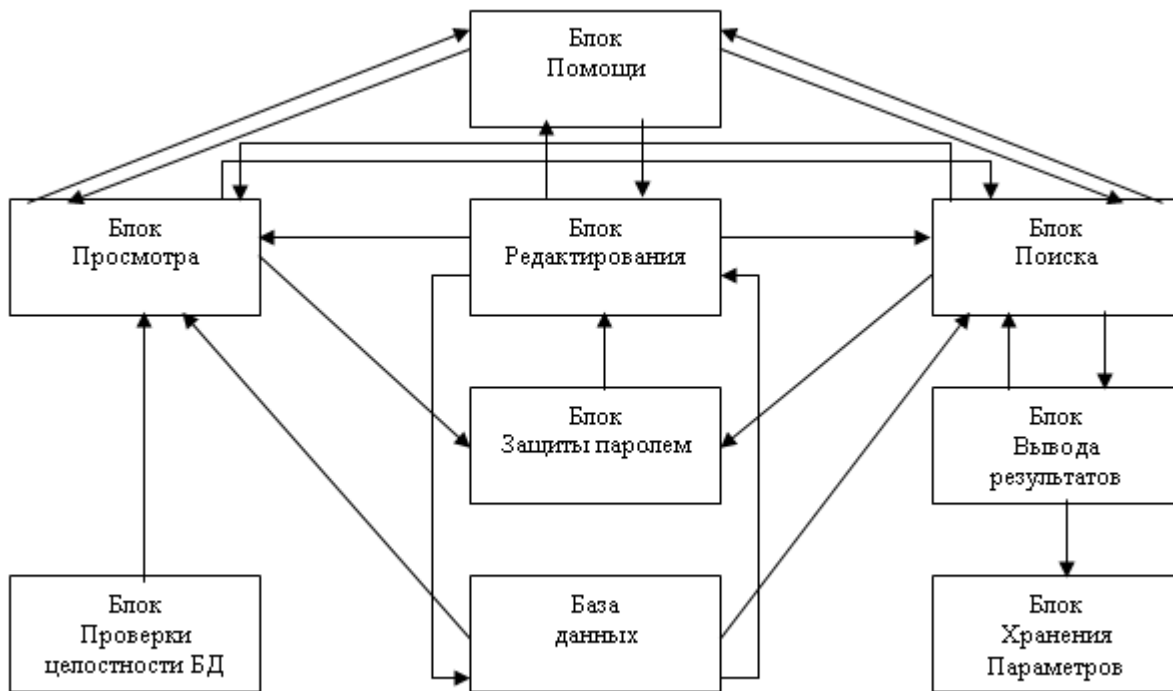 Блок
Помощи
Блок
Просмотра
Блок
Редактирования
Блок
Поиска
Блок
Защиты паролем
Блок
Вывода
результатов
Блок
Проверки
целостности БД
База
данных
Блок
Хранения
Параметров